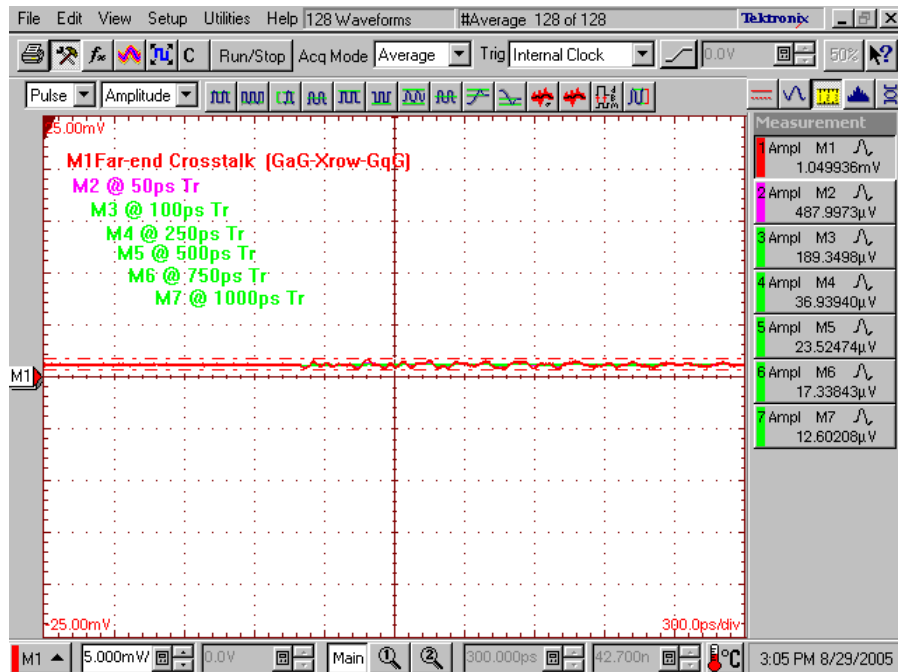 File Edit View Setup Utilities Help 128 Waveforms #Average 128 of 128 Tektronix
Run/Stop Acq Mode Average Trig Internal Clock 0.0V 50%
Pulse Amplitude
25.00mV
M1Far-end Crosstalk (GaG-Xrow-GqG)
M2 @ 50ps Tr
M3 @ 100ps Tr
M4 @ 250ps Tr
M5 @ 500ps Tr
M6 @ 750ps Tr
M7 @ 1000ps Tr
M1
-25.00mV
300.0ps/div
Measurement
1 Ampl M1
1.049936mV
2 Ampl M2
487.9973µV
3 Ampl M3
189.3498µV
4 Ampl M4
36.93940µV
5 Ampl M5
23.52474µV
6 Ampl M6
17.33843µV
7 Ampl M7
12.60208µV
M1 5.000mV/ 0.0V Main 1 2 300.000ps 42.700n °C 3:05 PM 8/29/2005